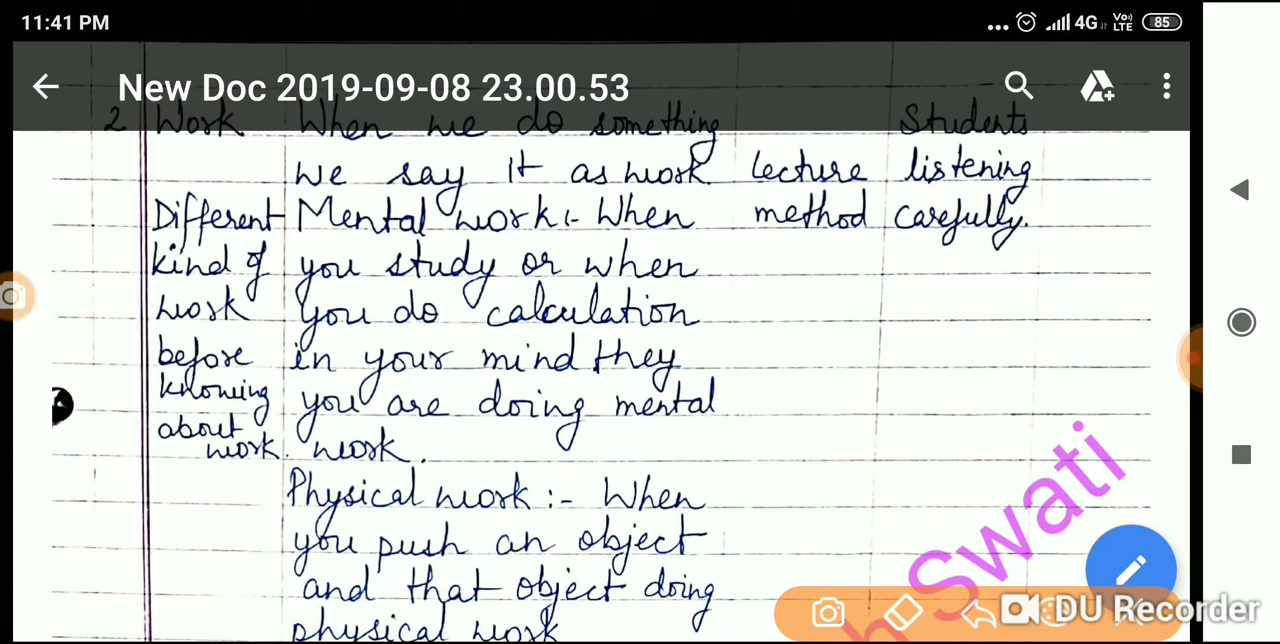 11:41 PM 4G VoLTE 85
New Doc 2019-09-08 23.00.53
2 Work When we do something Students
we say it as work. lecture listening
Different Mental work :- When method carefully.
kind of you study or when
work you do calculation
before in your mind they
knowing you are doing mental
about
work. work.
Physical work :- When
you push an object
and that object doing
physical work
h Swati
DU Recorder